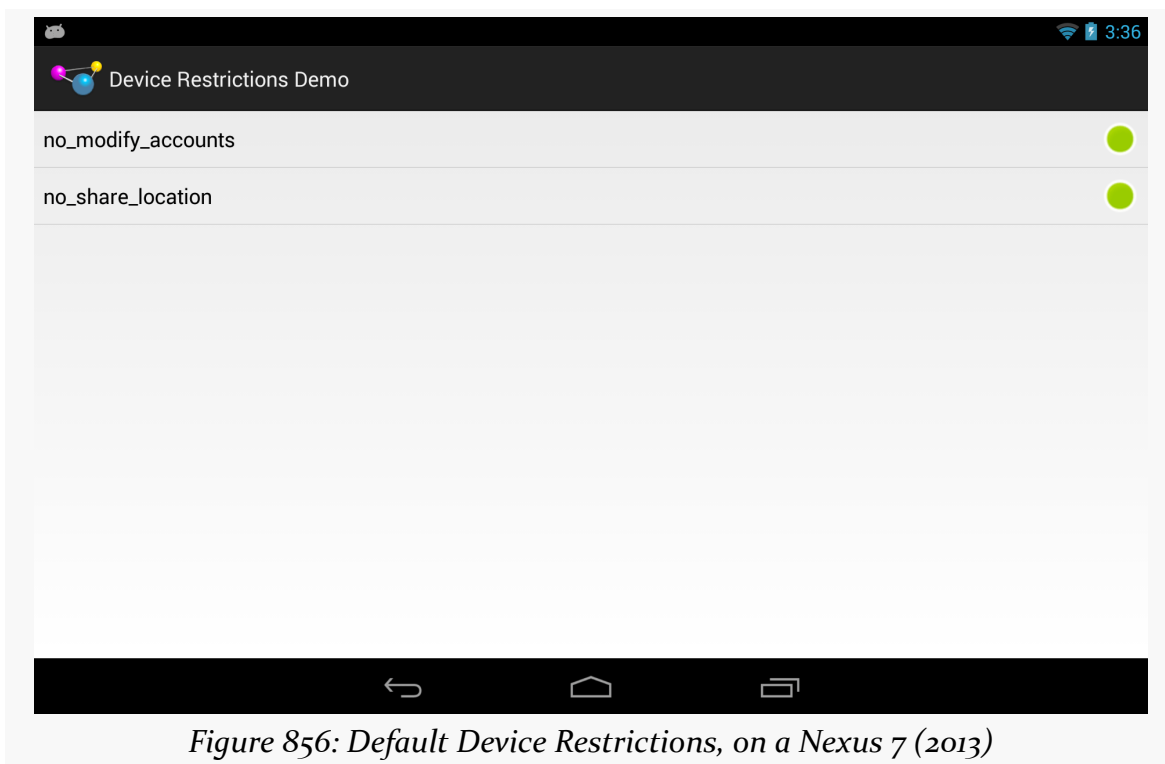 3:36
Device Restrictions Demo
no_modify_accounts
no_share_location
Figure 856: Default Device Restrictions, on a Nexus 7 (2013)